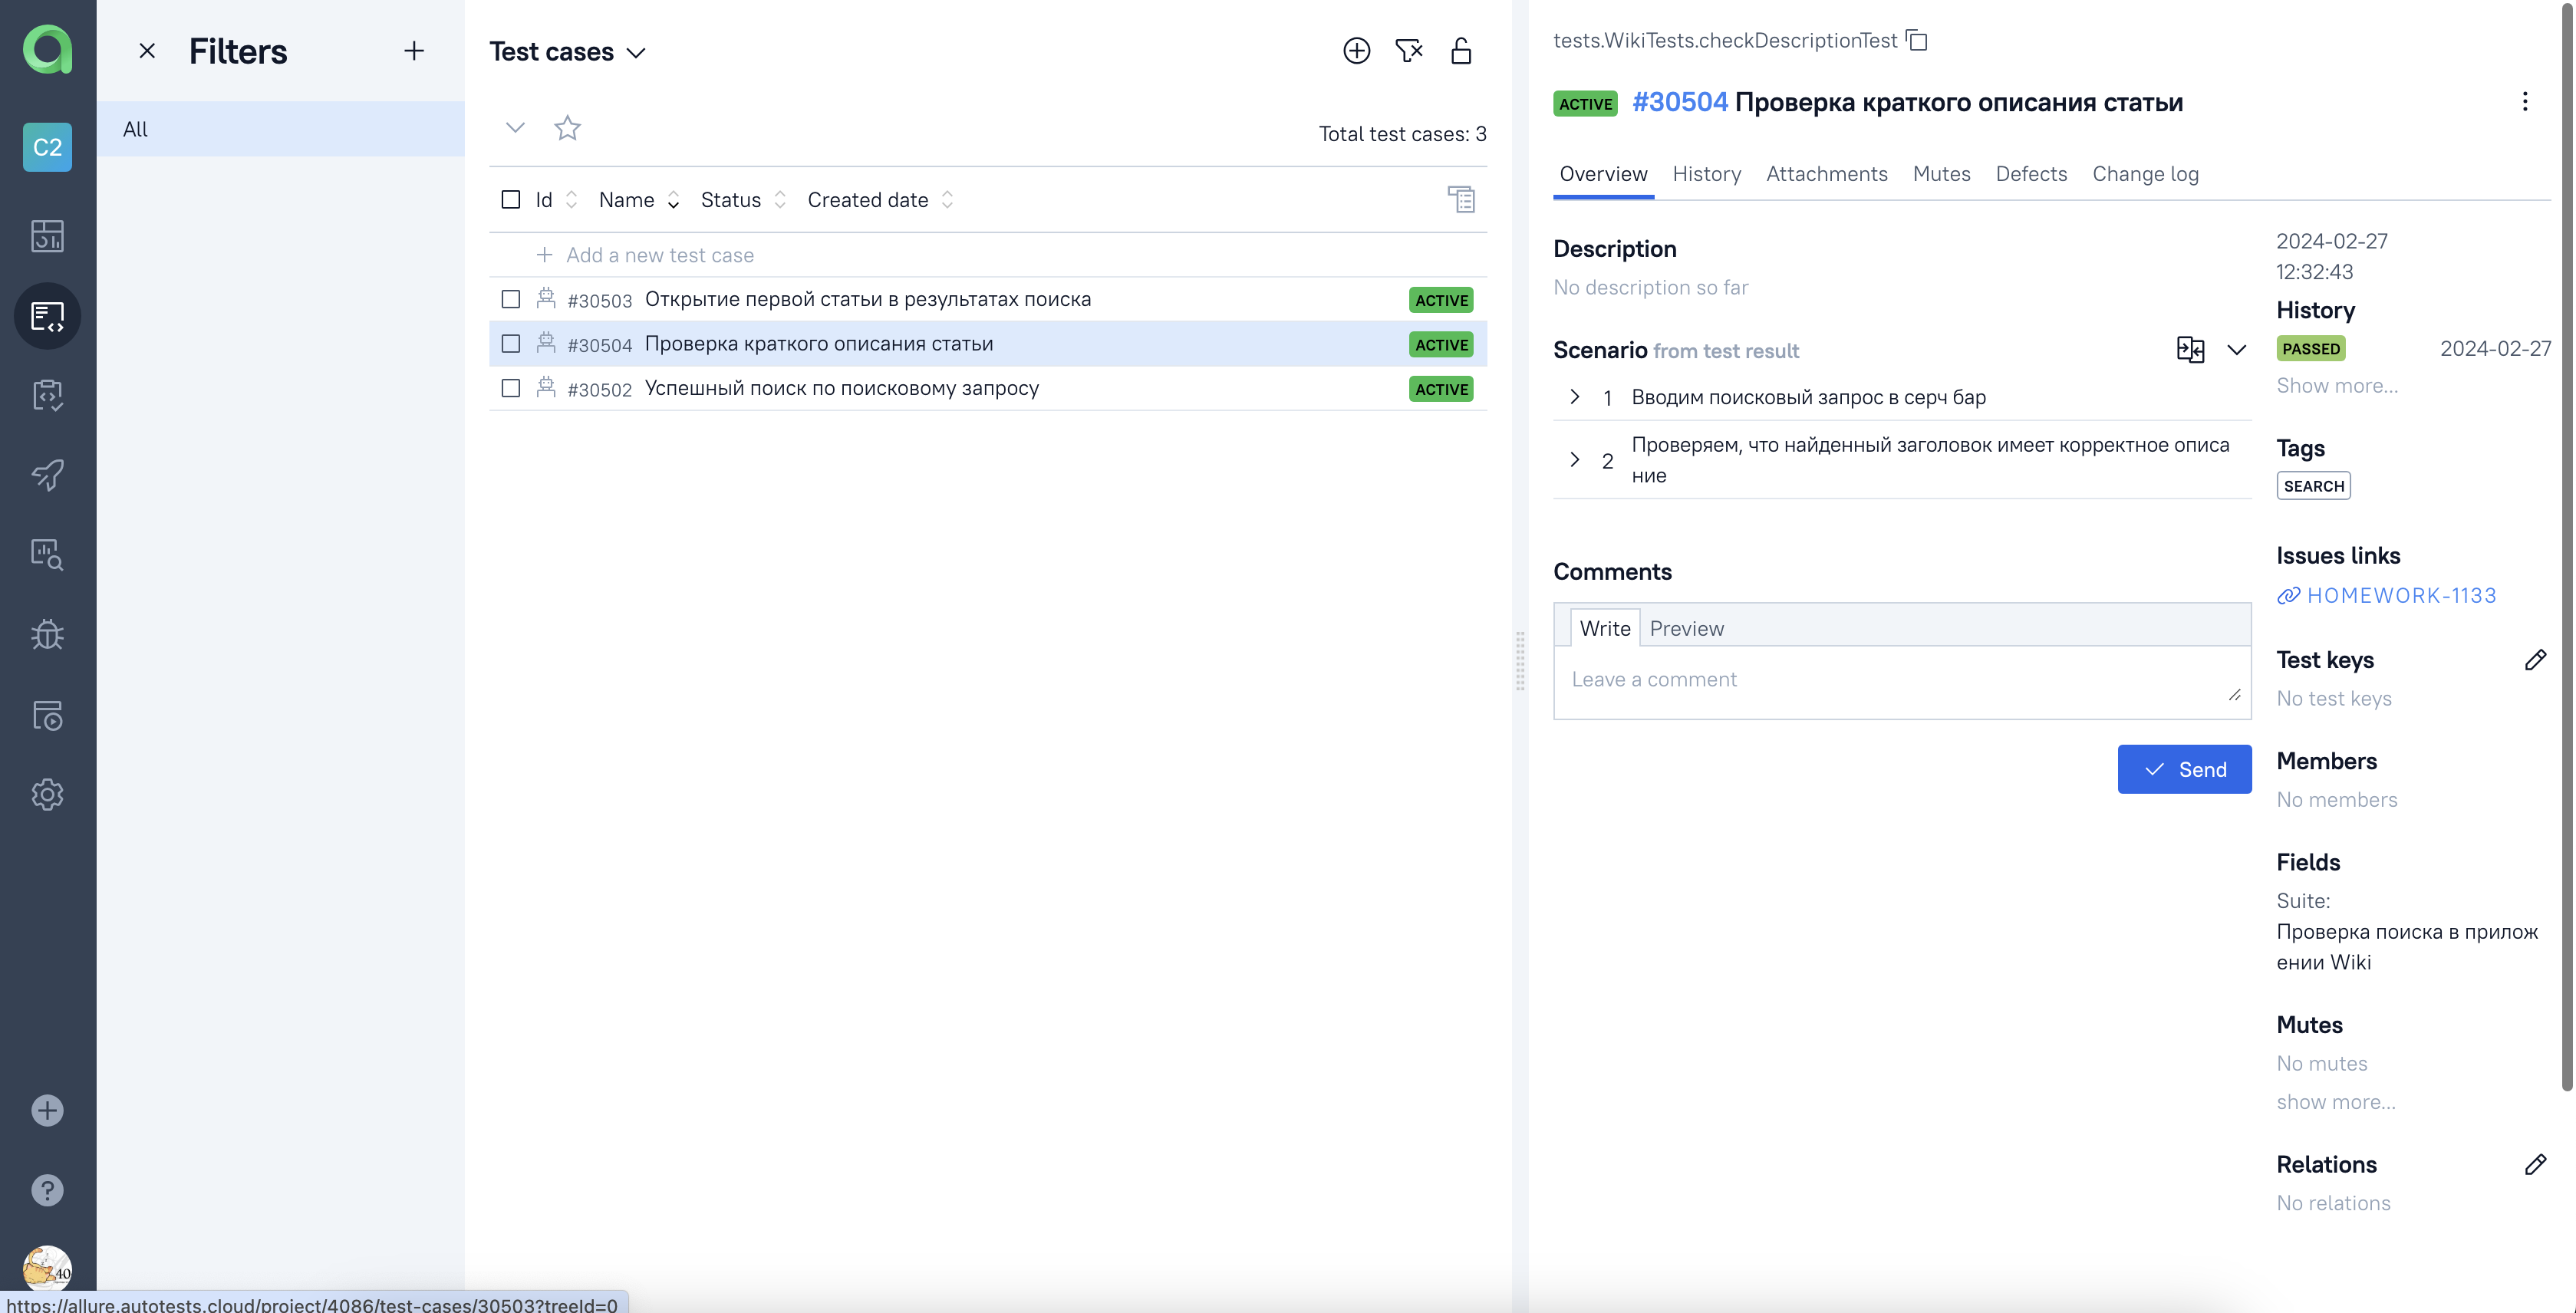 Filters
All
C2
Test cases
Total test cases: 3
Id Name Status Created date
Add a new test case
#30503 Открытие первой статьи в результатах поиска ACTIVE
#30504 Проверка краткого описания статьи ACTIVE
#30502 Успешный поиск по поисковому запросу ACTIVE
tests.WikiTests.checkDescriptionTest
ACTIVE #30504 Проверка краткого описания статьи
Overview History Attachments Mutes Defects Change log
Description
No description so far
Scenario from test result
1 Вводим поисковый запрос в серч бар
2 Проверяем, что найденный заголовок имеет корректное описа
ние
Comments
Write Preview
Leave a comment
Send
2024-02-27
12:32:43
History
PASSED 2024-02-27
Show more...
Tags
SEARCH
Issues links
HOMEWORK-1133
Test keys
No test keys
Members
No members
Fields
Suite:
Проверка поиска в прилож
ении Wiki
Mutes
No mutes
show more...
Relations
No relations
40
https://allure.autotests.cloud/project/4086/test-cases/30503?treeId=0